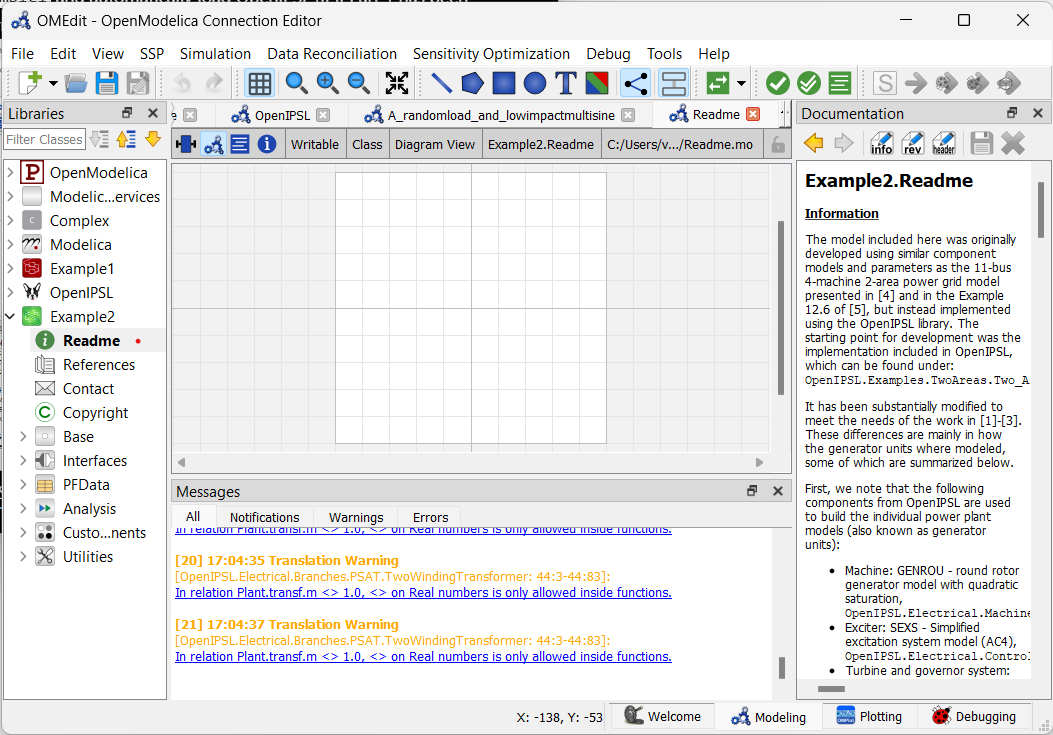 OMEdit - OpenModelica Connection Editor
File Edit View SSP Simulation Data Reconciliation Sensitivity Optimization Debug Tools Help
T
S
Libraries
Filter Classes
P OpenModelica
Modelic...ervices
C Complex
Modelica
Example1
OpenIPSL
Example2
i Readme
References
Contact
C Copyright
Base
Interfaces
PFData
Analysis
Custo...nents
Utilities
e OpenIPSL A_randomload_and_lowimpactmultisine Readme
i Writable Class Diagram View Example2.Readme C:/Users/v.../Readme.mo
Messages
All Notifications Warnings Errors
In relation Plant.transf.m <> 1.0, <> on Real numbers is only allowed inside functions.
[20] 17:04:35 Translation Warning
[OpenIPSL.Electrical.Branches.PSAT.TwoWindingTransformer: 44:3-44:83]:
In relation Plant.transf.m <> 1.0, <> on Real numbers is only allowed inside functions.
[21] 17:04:37 Translation Warning
[OpenIPSL.Electrical.Branches.PSAT.TwoWindingTransformer: 44:3-44:83]:
In relation Plant.transf.m <> 1.0, <> on Real numbers is only allowed inside functions.
Documentation
info rev header
Example2.Readme
Information
The model included here was originally
developed using similar component
models and parameters as the 11-bus
4-machine 2-area power grid model
presented in [4] and in the Example
12.6 of [5], but instead implemented
using the OpenIPSL library. The
starting point for development was the
implementation included in OpenIPSL,
which can be found under:
OpenIPSL.Examples.TwoAreas.Two_A
It has been substantially modified to
meet the needs of the work in [1]-[3].
These differences are mainly in how
the generator units where modeled,
some of which are summarized below.
First, we note that the following
components from OpenIPSL are used
to build the individual power plant
models (also known as generator
units):
• Machine: GENROU - round rotor
generator model with quadratic
saturation,
OpenIPSL.Electrical.Machine
• Exciter: SEXS - Simplified
excitation system model (AC4),
OpenIPSL.Electrical.Control
• Turbine and governor system:
X: -138, Y: -53 Welcome Modeling Plotting Debugging